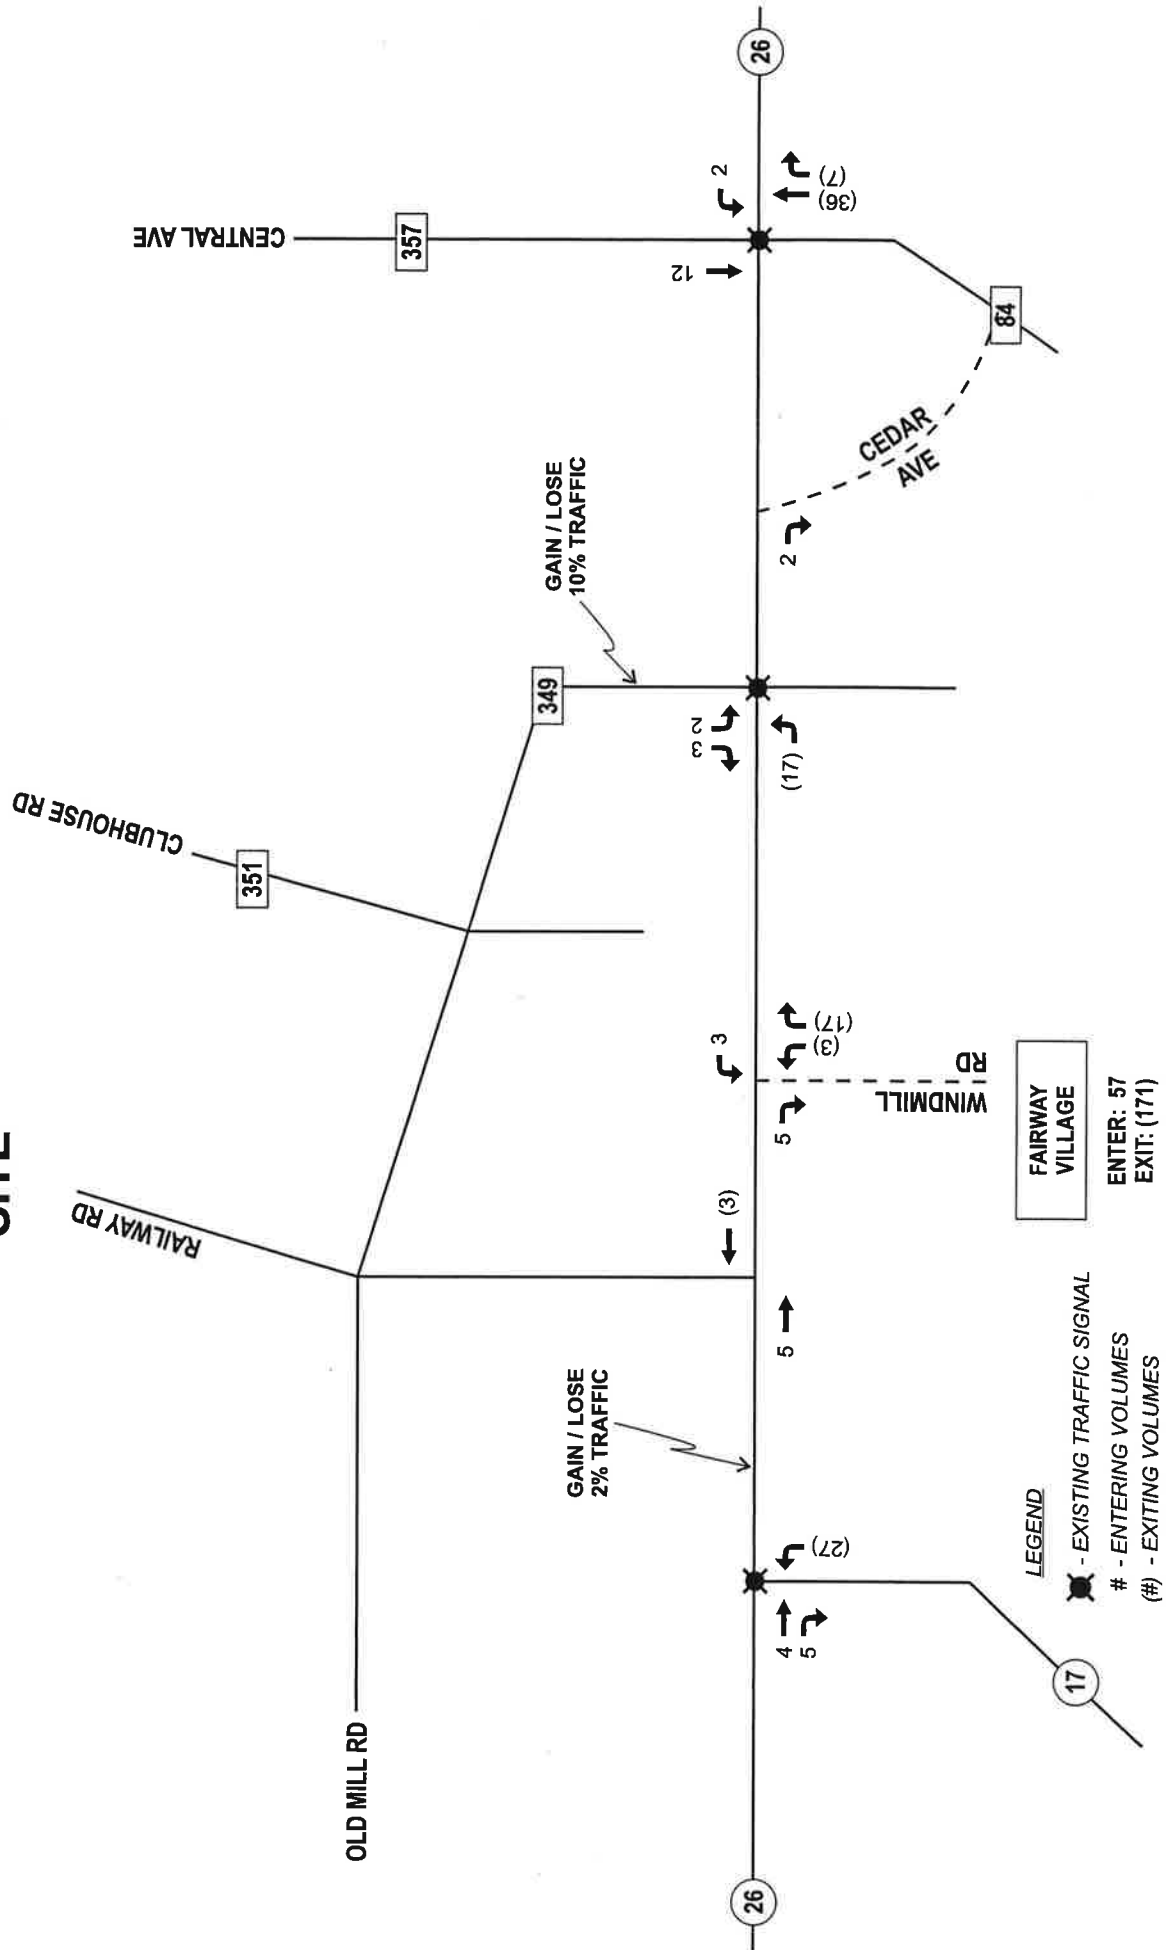 SITE
CENTRAL AVE
357
26
2
12
(7)
(36)
84
CEDAR
AVE
2
GAIN / LOSE
10% TRAFFIC
349
2
3
(17)
CLUBHOUSE RD
351
3
(17)
(3)
5
WINDMILL
RD
RAILWAY RD
(3)
5
GAIN / LOSE
2% TRAFFIC
(27)
4
5
OLD MILL RD
26
17
FAIRWAY
VILLAGE
ENTER: 57
EXIT: (171)
LEGEND
- EXISTING TRAFFIC SIGNAL
# - ENTERING VOLUMES
(#) - EXITING VOLUMES